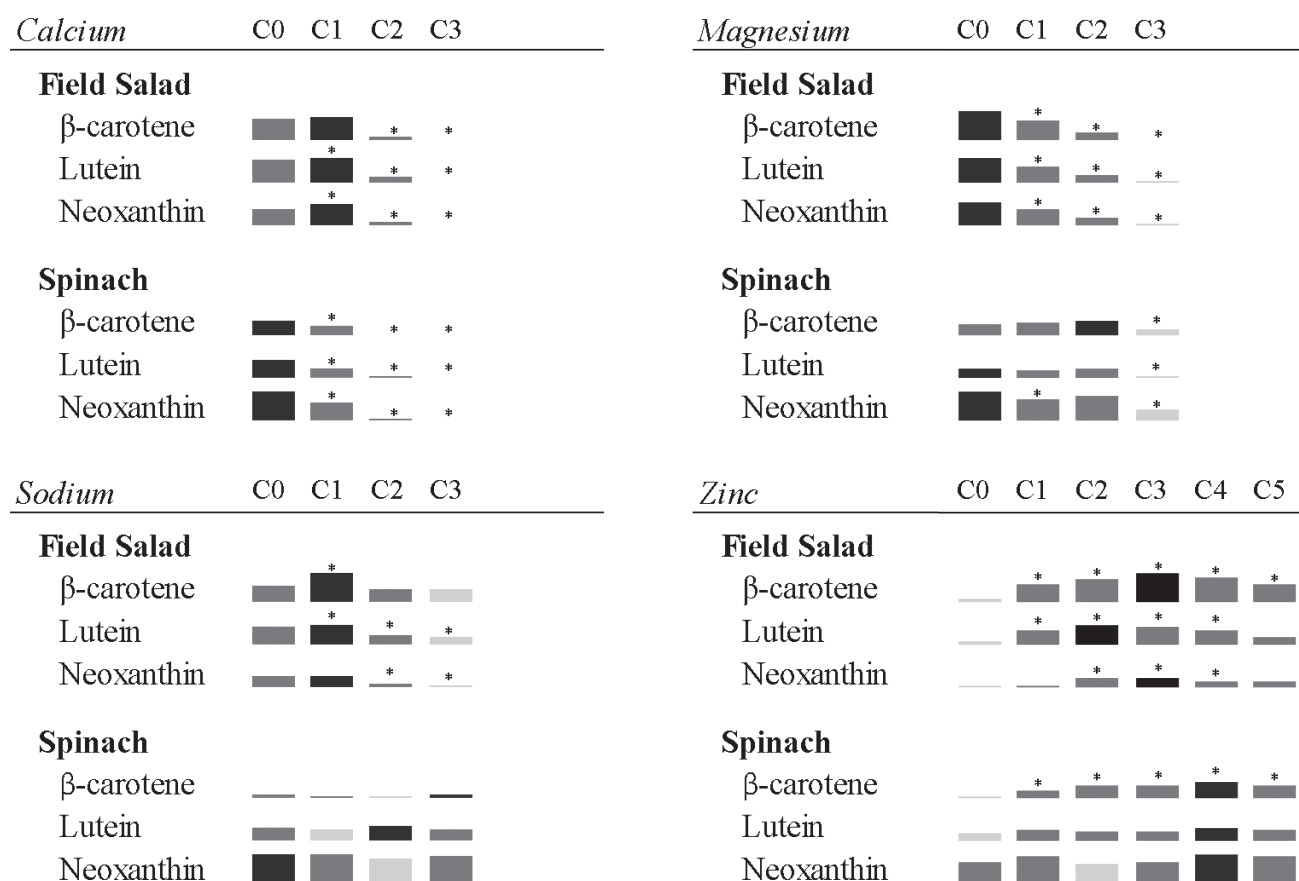 Calcium C0 C1 C2 C3
Field Salad
β-carotene * *
Lutein * * *
Neoxanthin * * *
Spinach
β-carotene * * *
Lutein * * *
Neoxanthin * * *
Magnesium C0 C1 C2 C3
Field Salad
β-carotene * * *
Lutein * * *
Neoxanthin * * *
Spinach
β-carotene *
Lutein *
Neoxanthin * *
Sodium C0 C1 C2 C3
Field Salad
β-carotene *
Lutein * * *
Neoxanthin * *
Spinach
β-carotene
Lutein
Neoxanthin
Zinc C0 C1 C2 C3 C4 C5
Field Salad
β-carotene * * * * *
Lutein * * * *
Neoxanthin * * *
Spinach
β-carotene * * * * *
Lutein
Neoxanthin